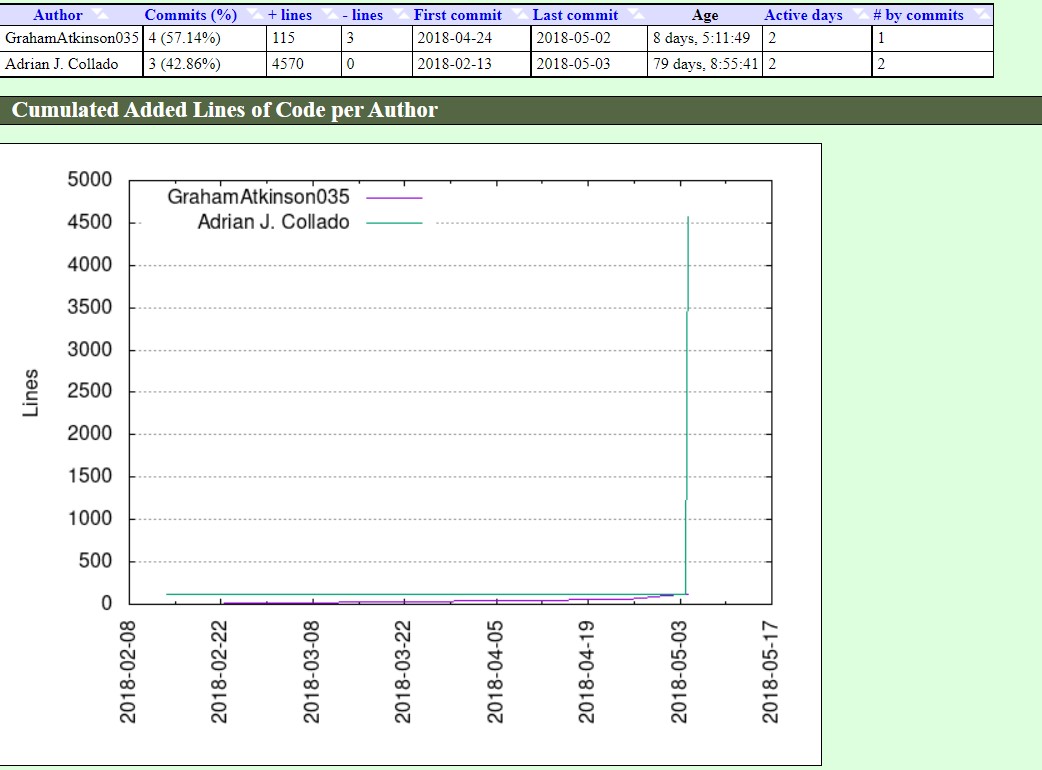 Author Commits (%) + lines - lines First commit Last commit Age Active days # by commits
GrahamAtkinson035 4 (57.14%) 115 3 2018-04-24 2018-05-02 8 days, 5:11:49 2 1
Adrian J. Collado 3 (42.86%) 4570 0 2018-02-13 2018-05-03 79 days, 8:55:41 2 2
Cumulated Added Lines of Code per Author
GrahamAtkinson035
Adrian J. Collado
5000
4500
4000
3500
3000
2500
2000
1500
1000
500
0
Lines
2018-02-08
2018-02-22
2018-03-08
2018-03-22
2018-04-05
2018-04-19
2018-05-03
2018-05-17